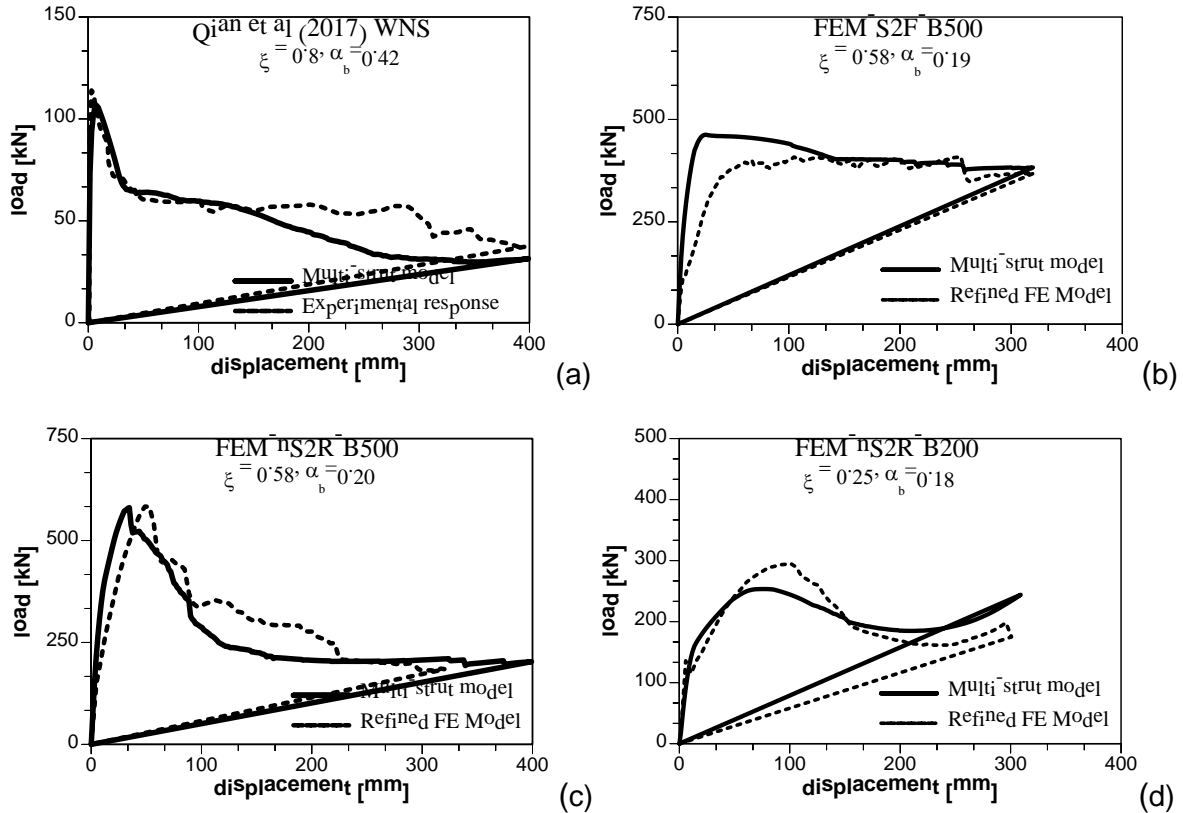 150
Qian et al (2017) WNS
ξ = 0.8, α_b = 0.42
100
load [kN]
50
Multi-strut model
Experimental response
0
0 100 200 300 400
displacement [mm]
(a)
750
FEM-S2F-B500
ξ = 0.58, α_b = 0.19
500
load [kN]
250
Multi-strut model
Refined FE Model
0
0 100 200 300 400
displacement [mm]
(b)
750
FEM-nS2R-B500
ξ = 0.58, α_b = 0.20
500
load [kN]
250
Multi-strut model
Refined FE Model
0
0 100 200 300 400
displacement [mm]
(c)
500
FEM-nS2R-B200
ξ = 0.25, α_b = 0.18
400
300
load [kN]
200
100
Multi-strut model
Refined FE Model
0
0 100 200 300 400
displacement [mm]
(d)